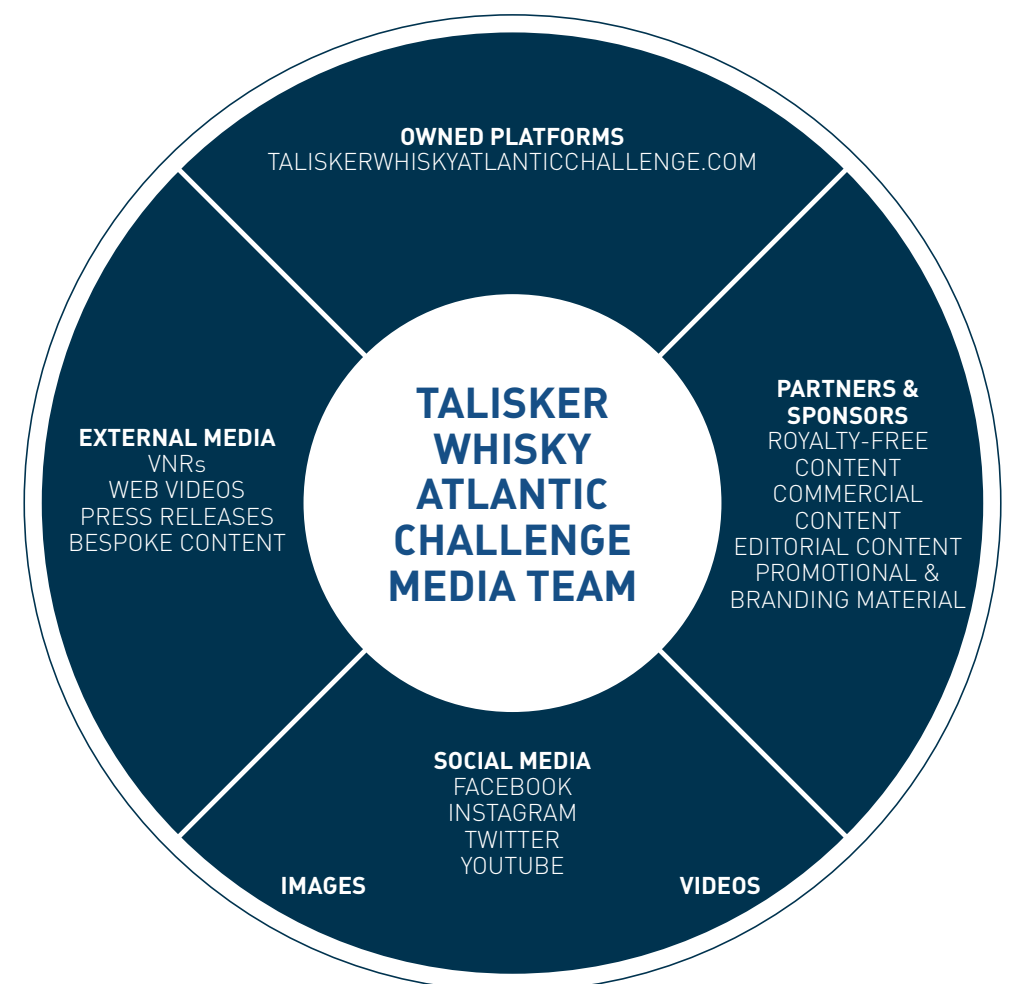 OWNED PLATFORMS
TALISKERWHISKYATLANTICCHALLENGE.COM
EXTERNAL MEDIA
VNRs
WEB VIDEOS
PRESS RELEASES
BESPOKE CONTENT
TALISKER
WHISKY
ATLANTIC
CHALLENGE
MEDIA TEAM
PARTNERS &
SPONSORS
ROYALTY-FREE
CONTENT
COMMERCIAL
CONTENT
EDITORIAL CONTENT
PROMOTIONAL &
BRANDING MATERIAL
SOCIAL MEDIA
FACEBOOK
INSTAGRAM
TWITTER
YOUTUBE
IMAGES
VIDEOS